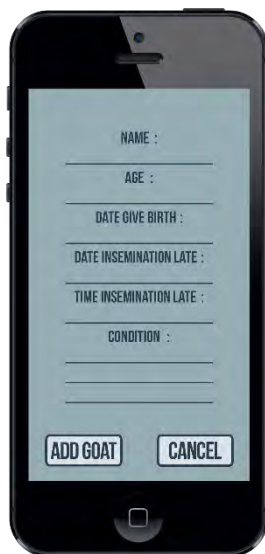 NAME :
AGE :
DATE GIVE BIRTH :
DATE INSEMINATION LATE :
TIME INSEMINATION LATE :
CONDITION :
ADD GOAT CANCEL